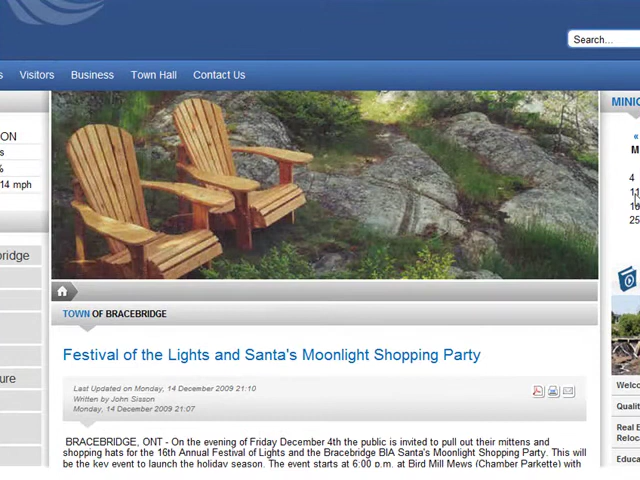 Search...
Visitors
Business
Town Hall
Contact Us
MINIC
ON
14 mph
«
M
4
25
bridge
TOWN OF BRACEBRIDGE
Festival of the Lights and Santa's Moonlight Shopping Party
Last Updated on Monday, 14 December 2009 21:10
Written by John Sisson
Monday, 14 December 2009 21:07
ure
Welco
Qualit
Real E
Reloc
Educa
BRACEBRIDGE, ONT - On the evening of Friday December 4th the public is invited to pull out their mittens and
shopping hats for the 16th Annual Festival of Lights and the Bracebridge BIA Santa's Moonlight Shopping Party. This will
be the key event to launch the holiday season. The event starts at 6:00 p.m. at Bird Mill Mews (Chamber Parkette) with